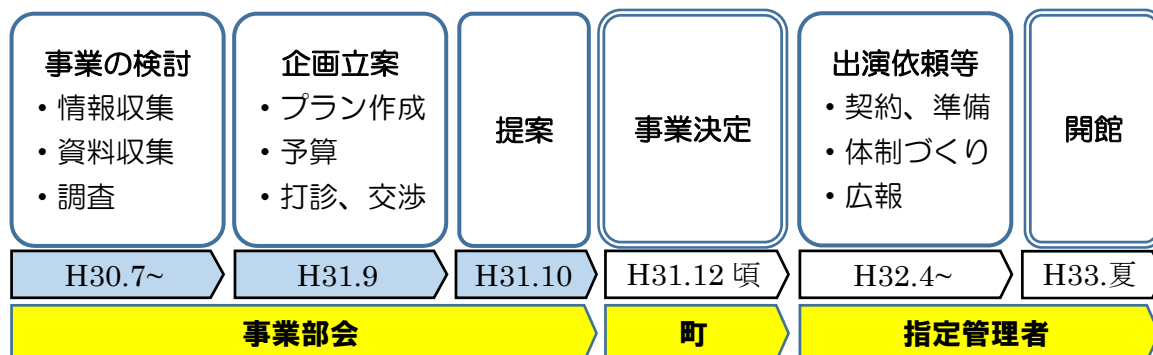 事業の検討
・情報収集
・資料収集
・調査
企画立案
・プラン作成
・予算
・打診、交渉
提案
事業決定
出演依頼等
・契約、準備
・体制づくり
・広報
開館
H30.7~
H31.9
H31.10
H31.12 頃
H32.4~
H33.夏
事業部会
町
指定管理者